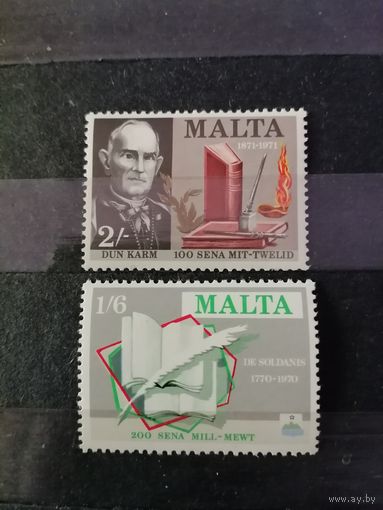 MALTA
1871-1971
2/-
DUN KARM
100 SENA MIT-TWELID
1/6
MALTA
DE SOLDANIS
1770-1970
200 SENA MILL-MEWT
www.ay.by